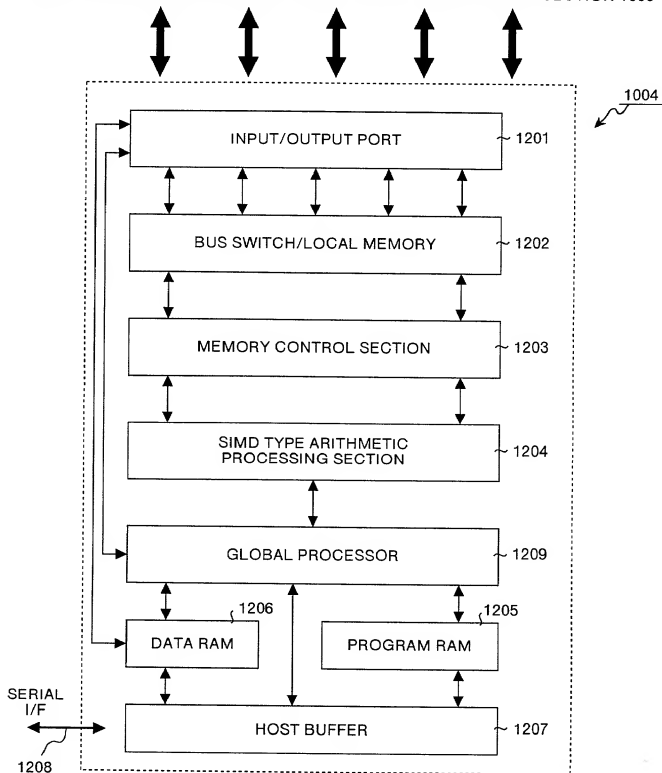 1004
INPUT/OUTPUT PORT
1201
BUS SWITCH/LOCAL MEMORY
1202
MEMORY CONTROL SECTION
1203
SIMD TYPE ARITHMETIC
PROCESSING SECTION
1204
GLOBAL PROCESSOR
1209
1206
1205
DATA RAM
PROGRAM RAM
SERIAL
I/F
HOST BUFFER
1207
1208